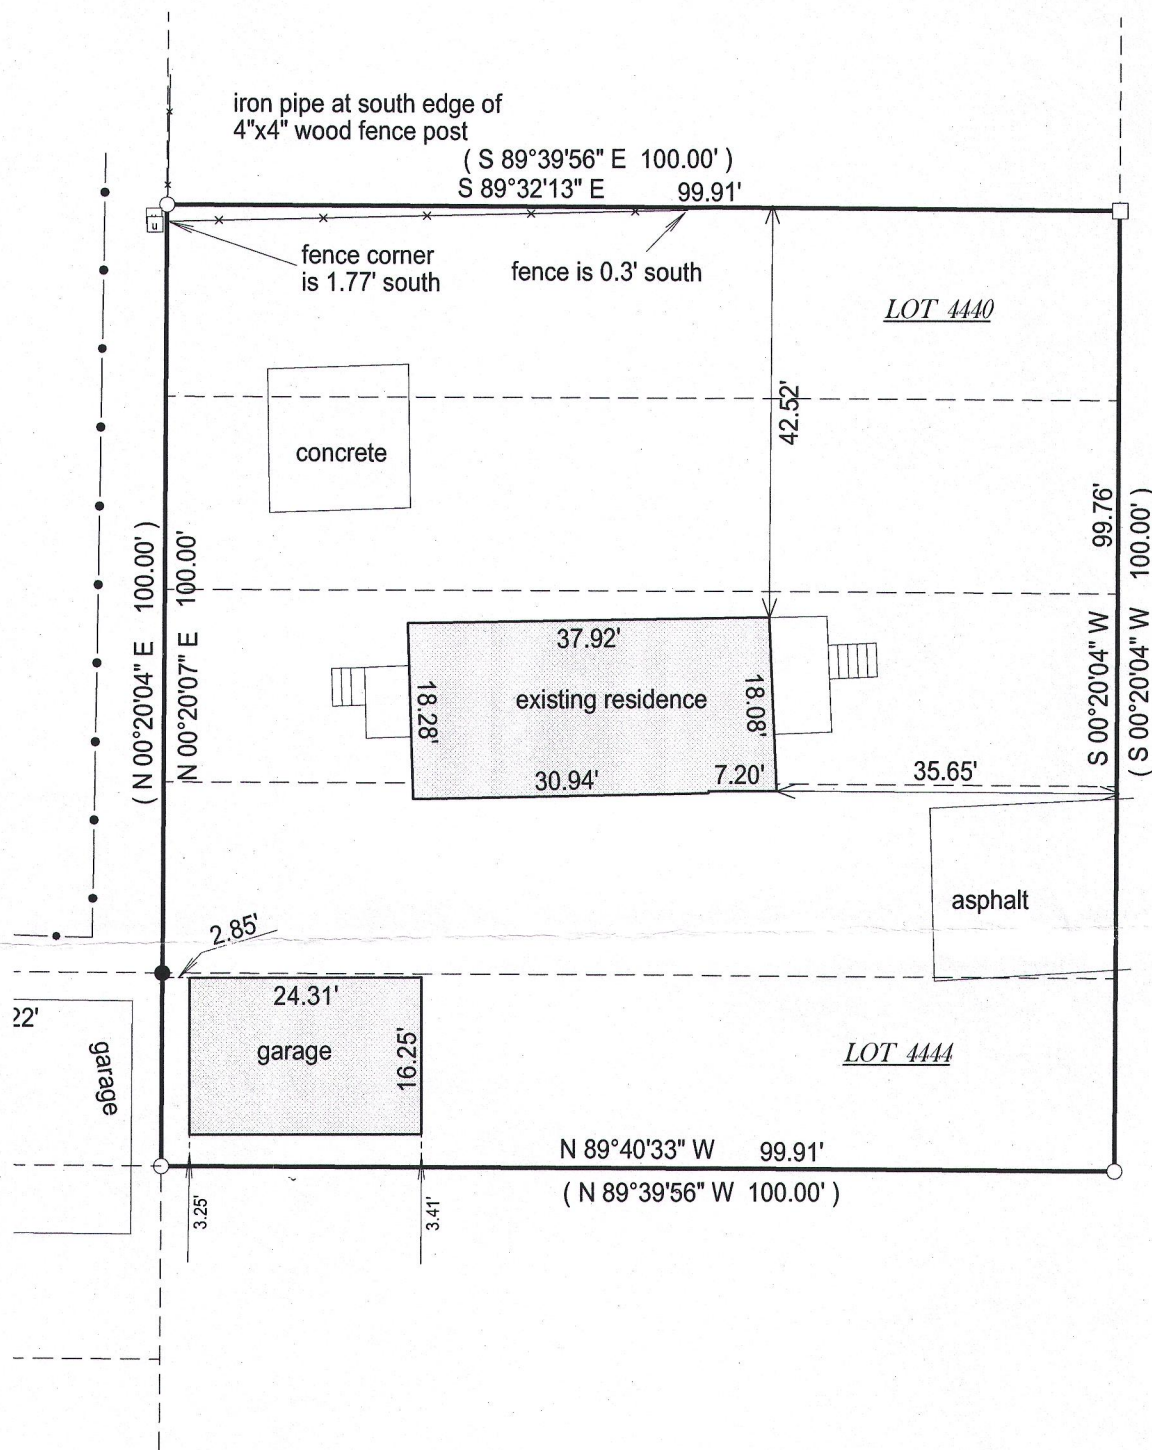 iron pipe at south edge of
4"x4" wood fence post
( S 89°39'56" E 100.00' )
S 89°32'13" E 99.91'
u
fence corner
is 1.77' south
fence is 0.3' south
LOT 4440
42.52'
concrete
( N 00°20'04" E 100.00' )
N 00°20'07" E 100.00'
99.76'
S 00°20'04" W
( S 00°20'04" W 100.00' )
37.92'
existing residence
18.28'
18.08'
30.94'
7.20'
35.65'
asphalt
2.85'
24.31'
garage
16.25'
22'
garage
LOT 4444
N 89°40'33" W 99.91'
( N 89°39'56" W 100.00' )
3.25'
3.41'